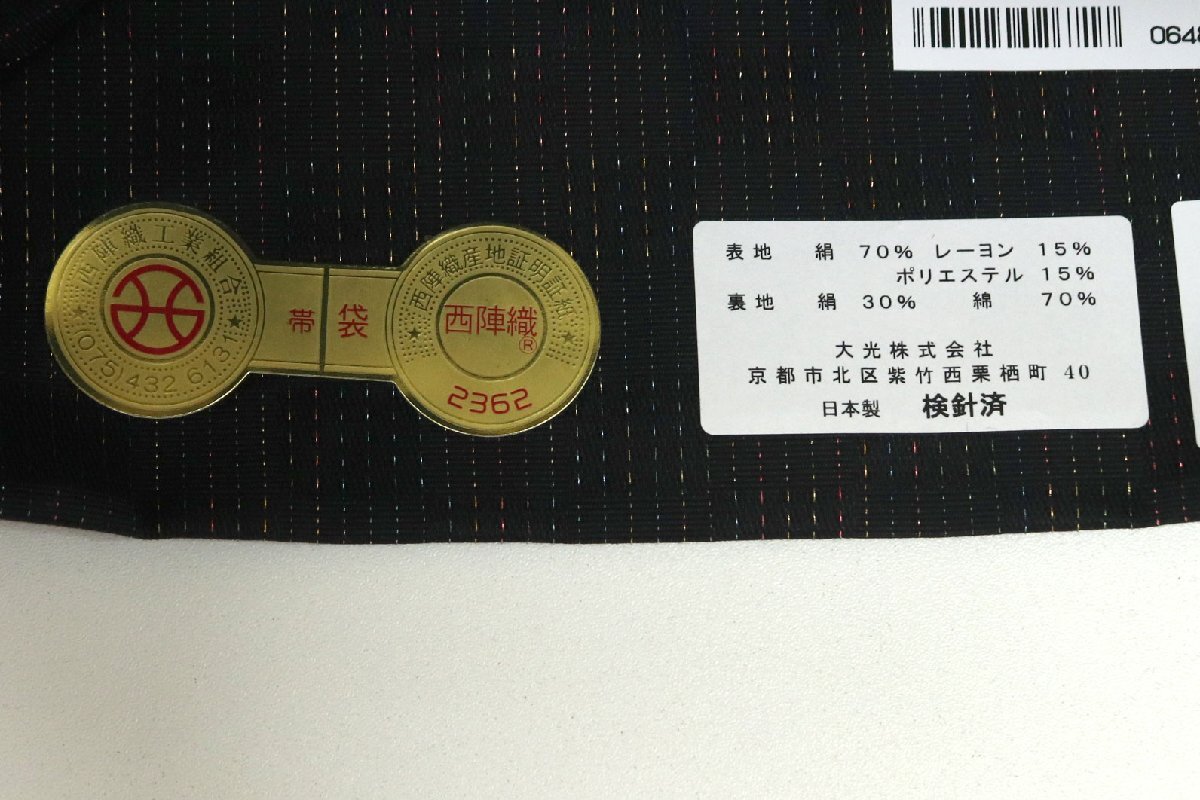 0648
西陣織工業組合
(075)432 6131
帯
袋
西陣織産地証明証紙
西陣織®
2362
表地 絹 70% レーヨン 15%
ポリエステル 15%
裏地 絹 30% 綿 70%
大光株式会社
京都市北区紫竹西栗栖町 40
日本製 検針済